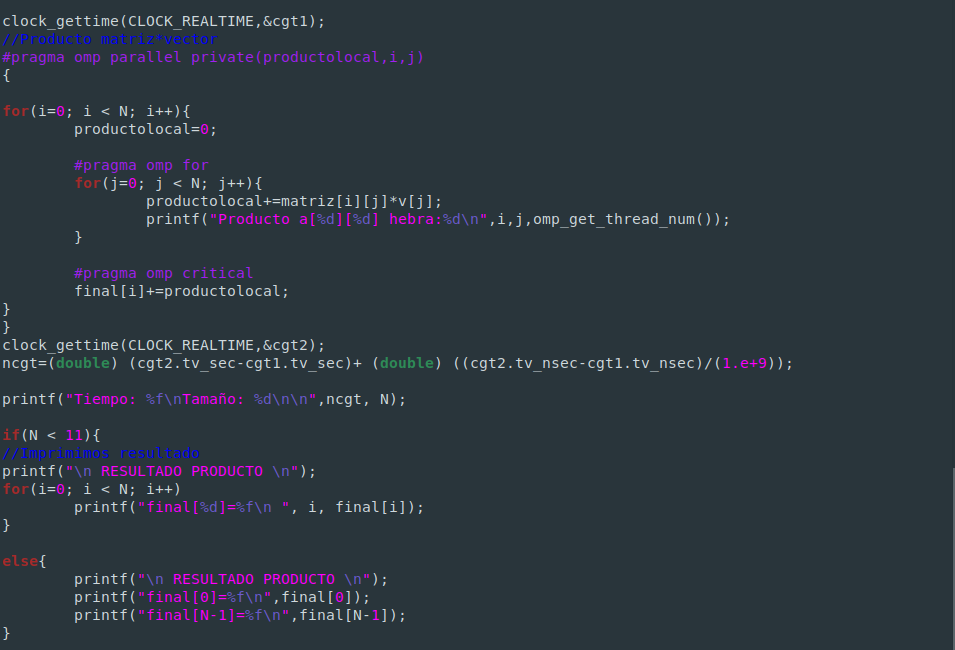 clock_gettime(CLOCK_REALTIME,&cgt1);
//Producto matriz*vector
#pragma omp parallel private(productolocal,i,j)
{
for(i=0; i < N; i++){
productolocal=0;
#pragma omp for
for(j=0; j < N; j++){
productolocal+=matriz[i][j]*v[j];
printf("Producto a[%d][%d] hebra:%d\n",i,j,omp_get_thread_num());
}
#pragma omp critical
final[i]+=productolocal;
}
}
clock_gettime(CLOCK_REALTIME,&cgt2);
ncgt=(double) (cgt2.tv_sec-cgt1.tv_sec)+ (double) ((cgt2.tv_nsec-cgt1.tv_nsec)/(1.e+9));
printf("Tiempo: %f\nTamaño: %d\n\n",ncgt, N);
if(N < 11){
//Imprimimos resultado
printf("\n RESULTADO PRODUCTO \n");
for(i=0; i < N; i++)
printf("final[%d]=%f\n ", i, final[i]);
}
else{
printf("\n RESULTADO PRODUCTO \n");
printf("final[0]=%f\n",final[0]);
printf("final[N-1]=%f\n",final[N-1]);
}